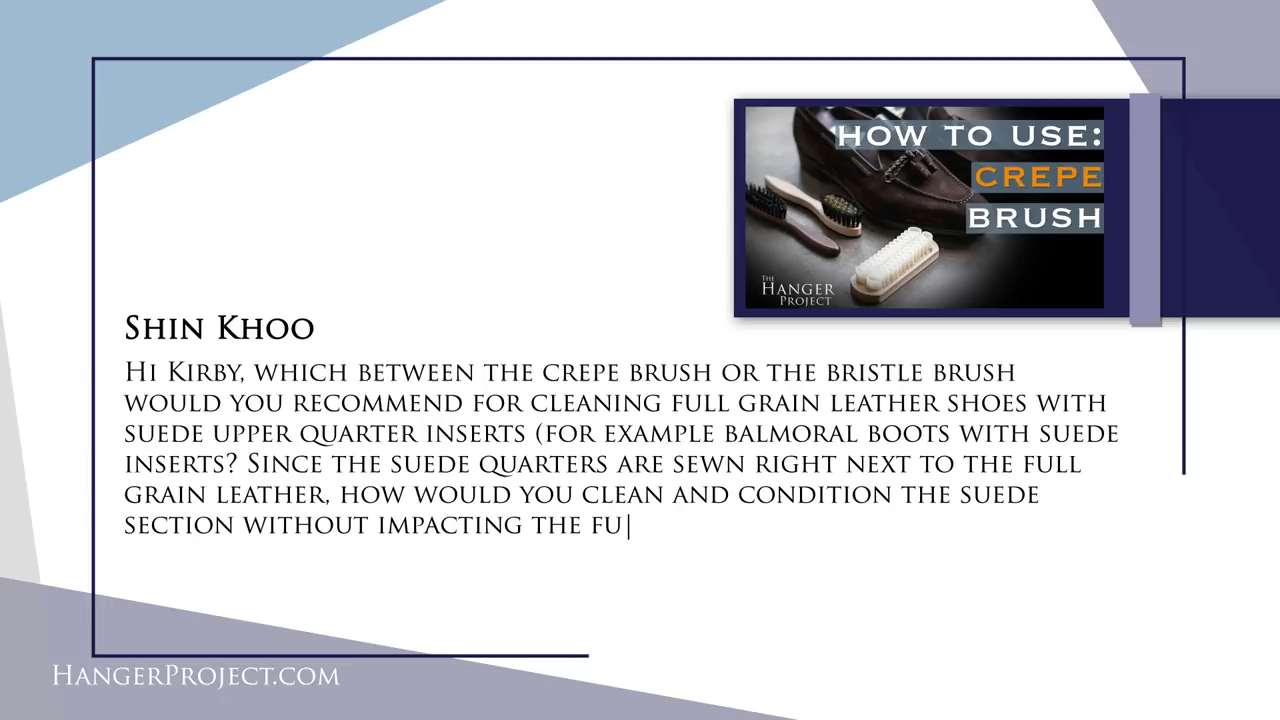 HOW TO USE:
CREPE
BRUSH
THE
HANGER
PROJECT
SHIN KHOO
HI KIRBY, WHICH BETWEEN THE CREPE BRUSH OR THE BRISTLE BRUSH
WOULD YOU RECOMMEND FOR CLEANING FULL GRAIN LEATHER SHOES WITH
SUEDE UPPER QUARTER INSERTS (FOR EXAMPLE BALMORAL BOOTS WITH SUEDE
INSERTS? SINCE THE SUEDE QUARTERS ARE SEWN RIGHT NEXT TO THE FULL
GRAIN LEATHER, HOW WOULD YOU CLEAN AND CONDITION THE SUEDE
SECTION WITHOUT IMPACTING THE FU|
HANGERPROJECT.COM